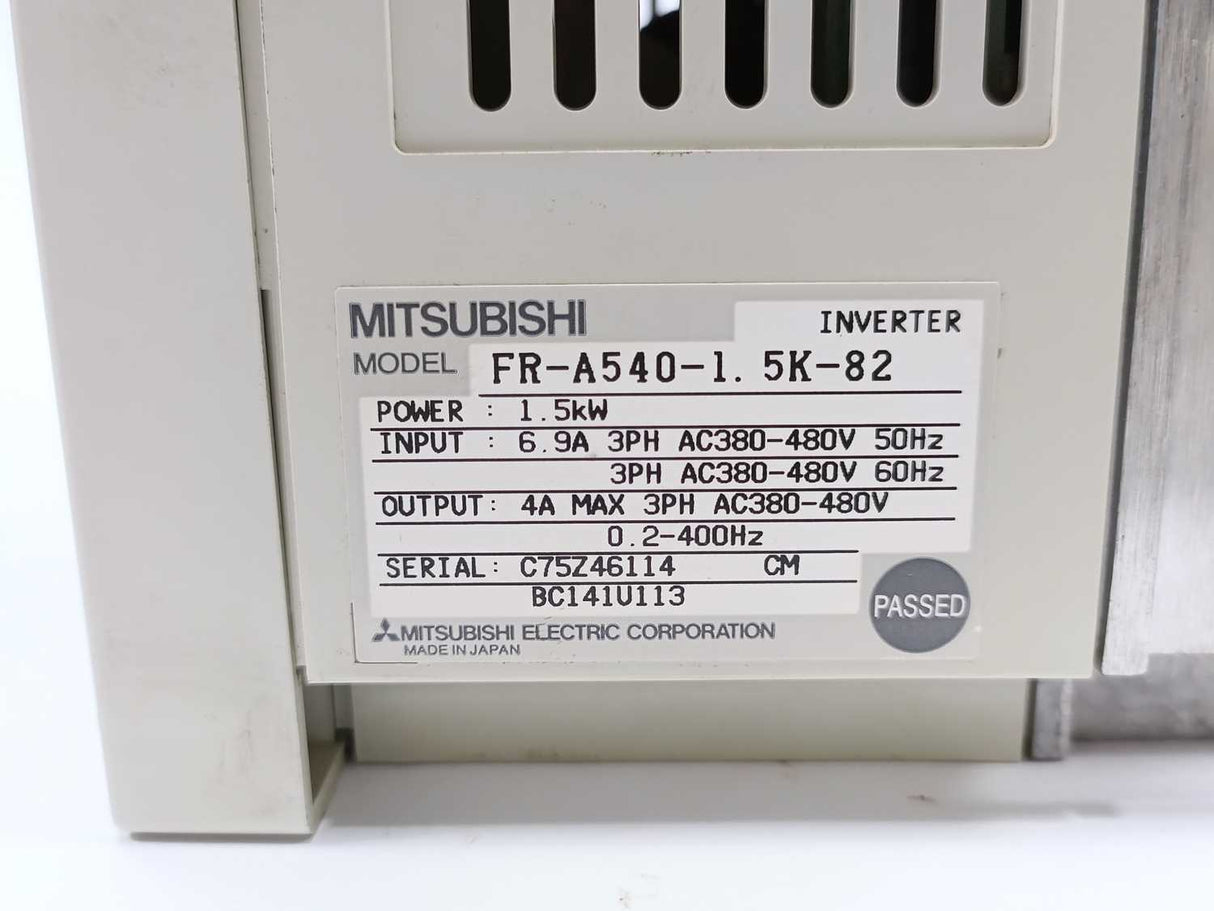 MITSUBISHI INVERTER
MODEL FR-A540-1.5K-82
POWER : 1.5kW
INPUT : 6.9A 3PH AC380-480V 50Hz
3PH AC380-480V 60Hz
OUTPUT: 4A MAX 3PH AC380-480V
0.2-400Hz
SERIAL: C75Z46114 CM
BC141U113
PASSED
MITSUBISHI ELECTRIC CORPORATION
MADE IN JAPAN